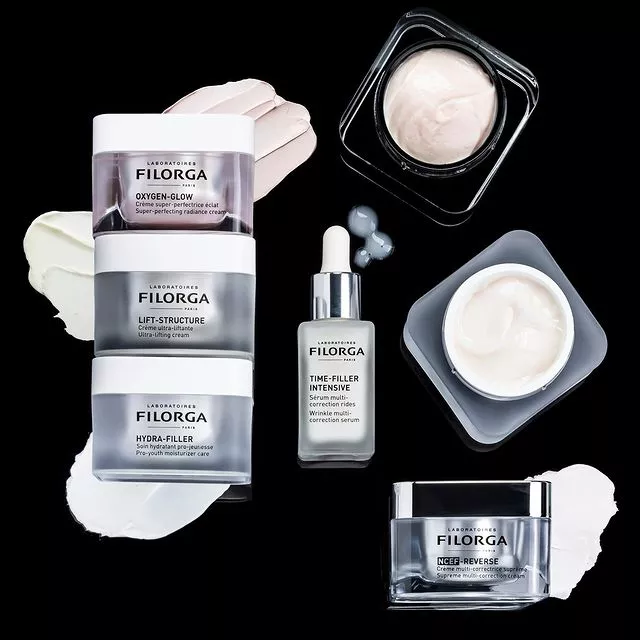 LABORATOIRES
FILORGA
PARIS
OXYGEN-GLOW
Crème super-perfectrice éclat
Super-perfecting radiance cream
LABORATOIRES
FILORGA
PARIS
LIFT-STRUCTURE
Crème ultra-liftante
Ultra-lifting cream
LABORATOIRES
FILORGA
PARIS
HYDRA-FILLER
Soin hydratant pro-jeunesse
Pro-youth moisturizer care
LABORATOIRES
FILORGA
PARIS
TIME-FILLER
INTENSIVE
Sérum multi-
correction rides
Wrinkle multi-
correction serum
LABORATOIRES
FILORGA
PARIS
NCEF-REVERSE
Crème multi-correctrice suprême
Supreme multi-correction cream